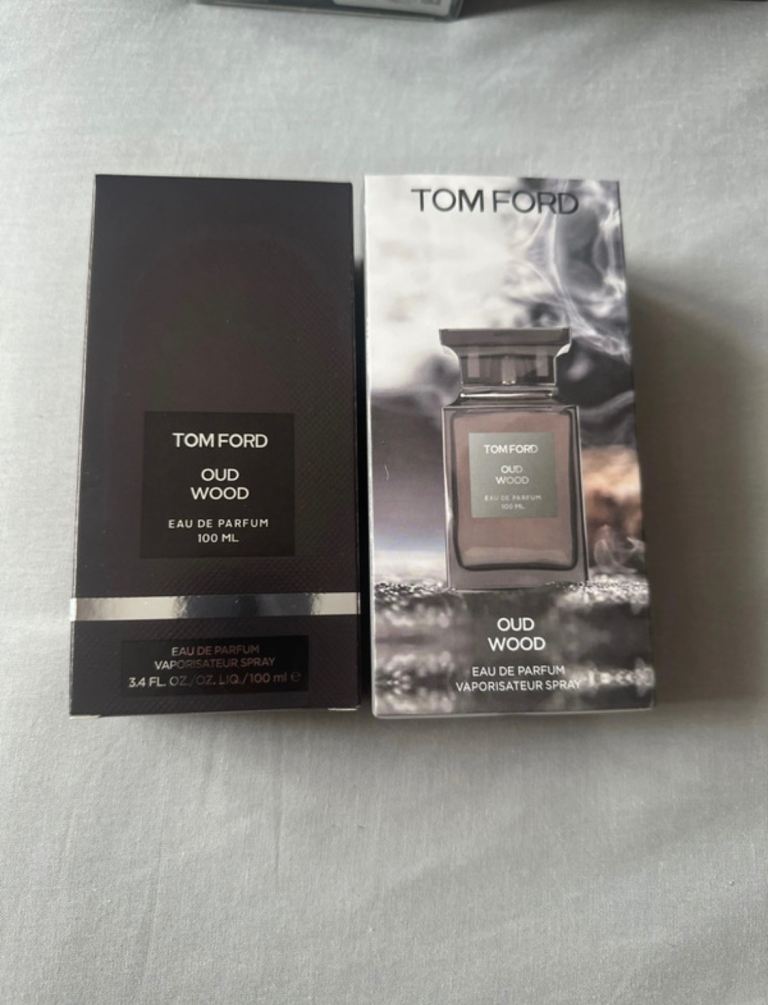 TOM FORD
OUD
WOOD
EAU DE PARFUM
100 ML
EAU DE PARFUM
VAPORISATEUR SPRAY
3.4 FL. OZ./OZ. LIQ./100 ml ℮
TOM FORD
TOM FORD
OUD
WOOD
EAU DE PARFUM
100 ML
OUD
WOOD
EAU DE PARFUM
VAPORISATEUR SPRAY